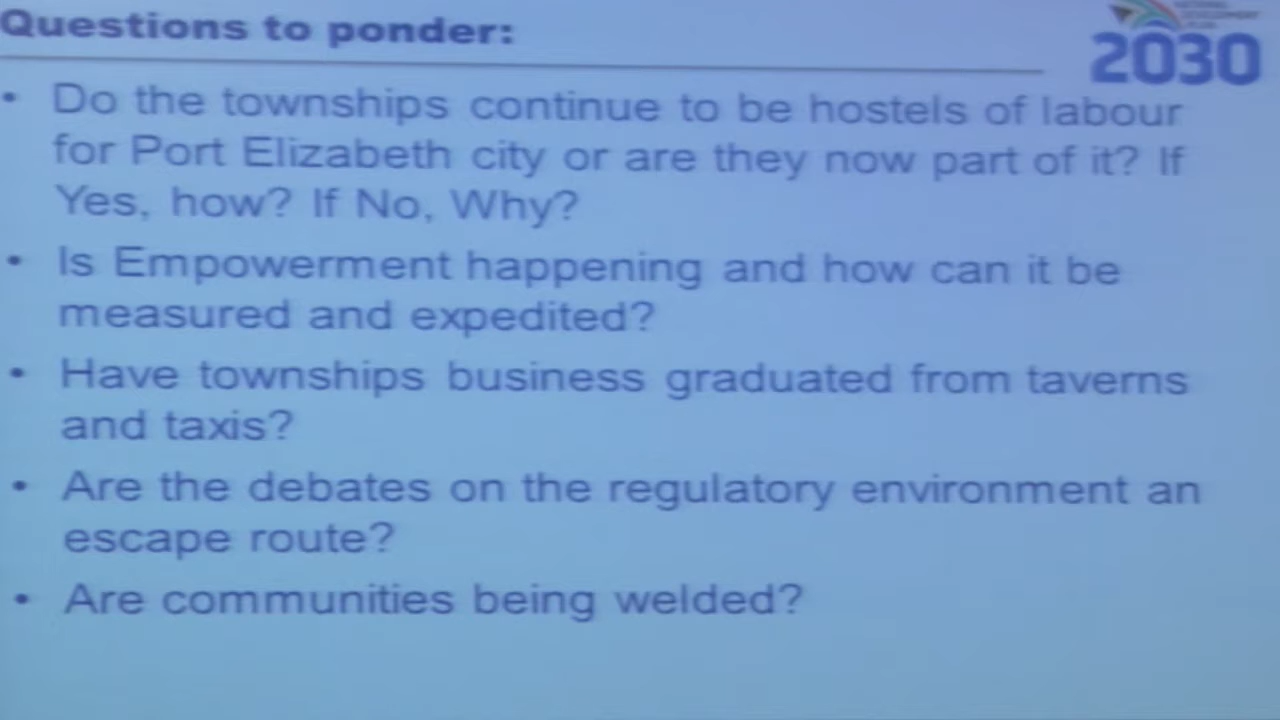 Questions to ponder:
2030
• Do the townships continue to be hostels of labour
for Port Elizabeth city or are they now part of it? If
Yes, how? If No, Why?
• Is Empowerment happening and how can it be
measured and expedited?
• Have townships business graduated from taverns
and taxis?
• Are the debates on the regulatory environment an
escape route?
• Are communities being welded?